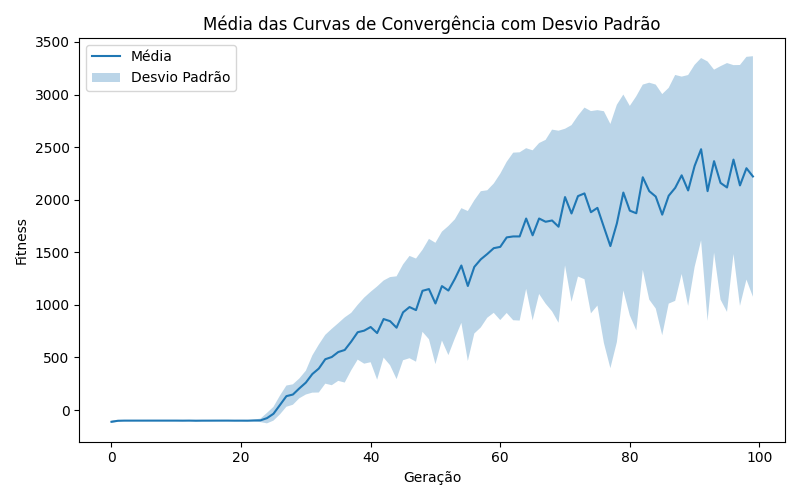 Média das Curvas de Convergência com Desvio Padrão
Média
Desvio Padrão
Fitness
3500
3000
2500
2000
1500
1000
500
0
0 20 40 60 80 100
Geração